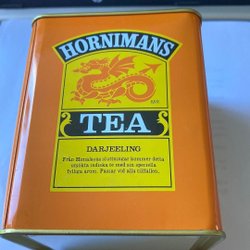 HORNIMANS
TEA
DARJEELING
Från Himalayas sluttningar kommer detta
utsökta indiska te med sin speciella
fylliga arom. Passar vid alla tillfällen.